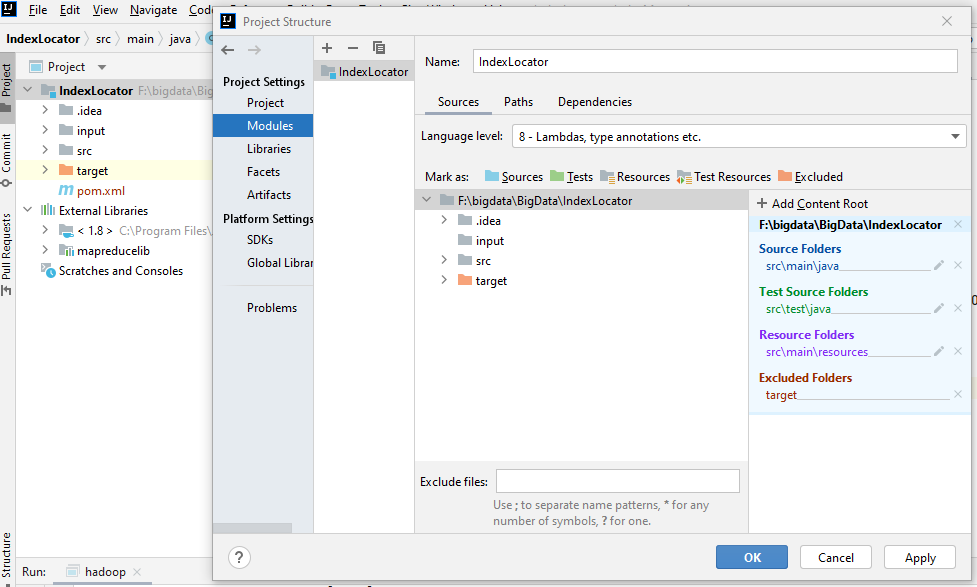 File Edit View Navigate
IndexLocator src main java
Project
IndexLocator F:\bigdata\Big
.idea
input
src
target
pom.xml
External Libraries
< 1.8 > C:\Program Files\
mapreducelib
Scratches and Consoles
Project
Commit
Pull Requests
Structure
Run: hadoop
Project Structure
Project Settings
Project
Modules
Libraries
Facets
Artifacts
Platform Settings
SDKs
Global Librar
Problems
IndexLocator
Name: IndexLocator
Sources Paths Dependencies
Language level: 8 - Lambdas, type annotations etc.
Mark as: Sources Tests Resources Test Resources Excluded
F:\bigdata\BigData\IndexLocator
.idea
input
src
target
Exclude files:
Use ; to separate name patterns, * for any
number of symbols, ? for one.
+ Add Content Root
F:\bigdata\BigData\IndexLocator
Source Folders
src\main\java
Test Source Folders
src\test\java
Resource Folders
src\main\resources
Excluded Folders
target
?
OK Cancel Apply